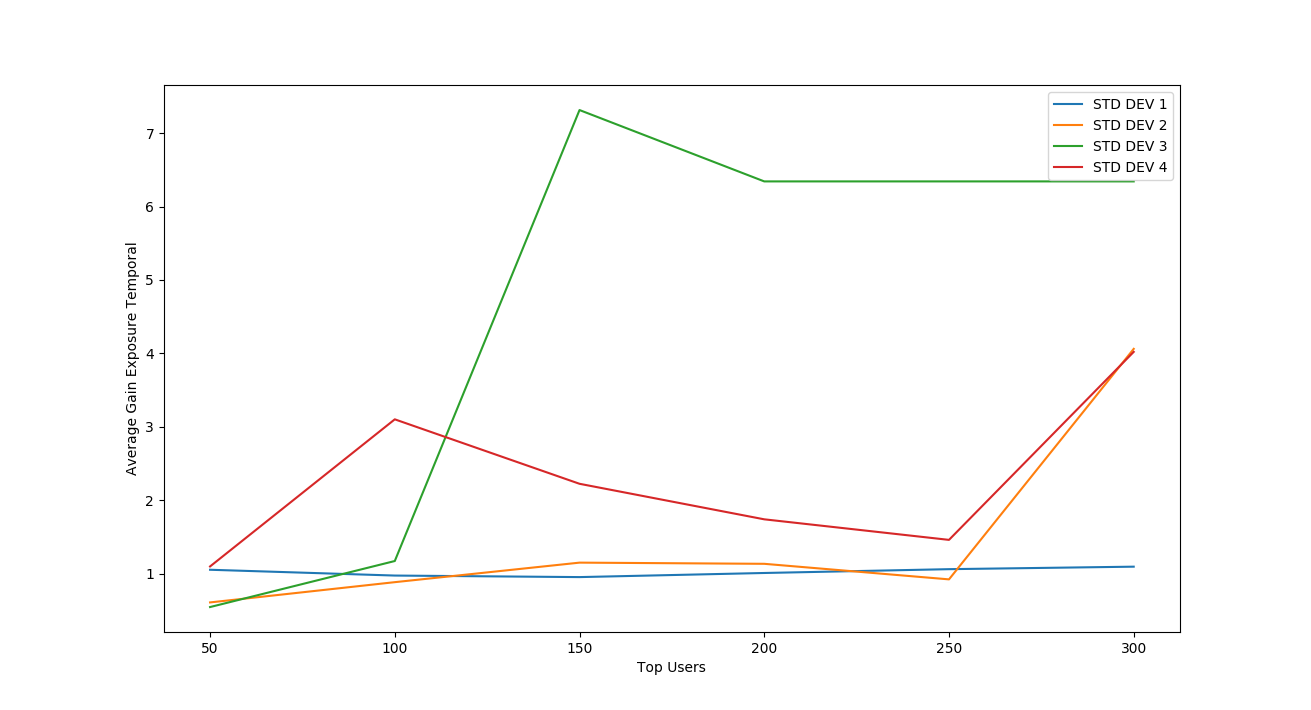 STD DEV 1
STD DEV 2
STD DEV 3
STD DEV 4
7
6
5
4
3
2
1
Average Gain Exposure Temporal
50 100 150 200 250 300
Top Users